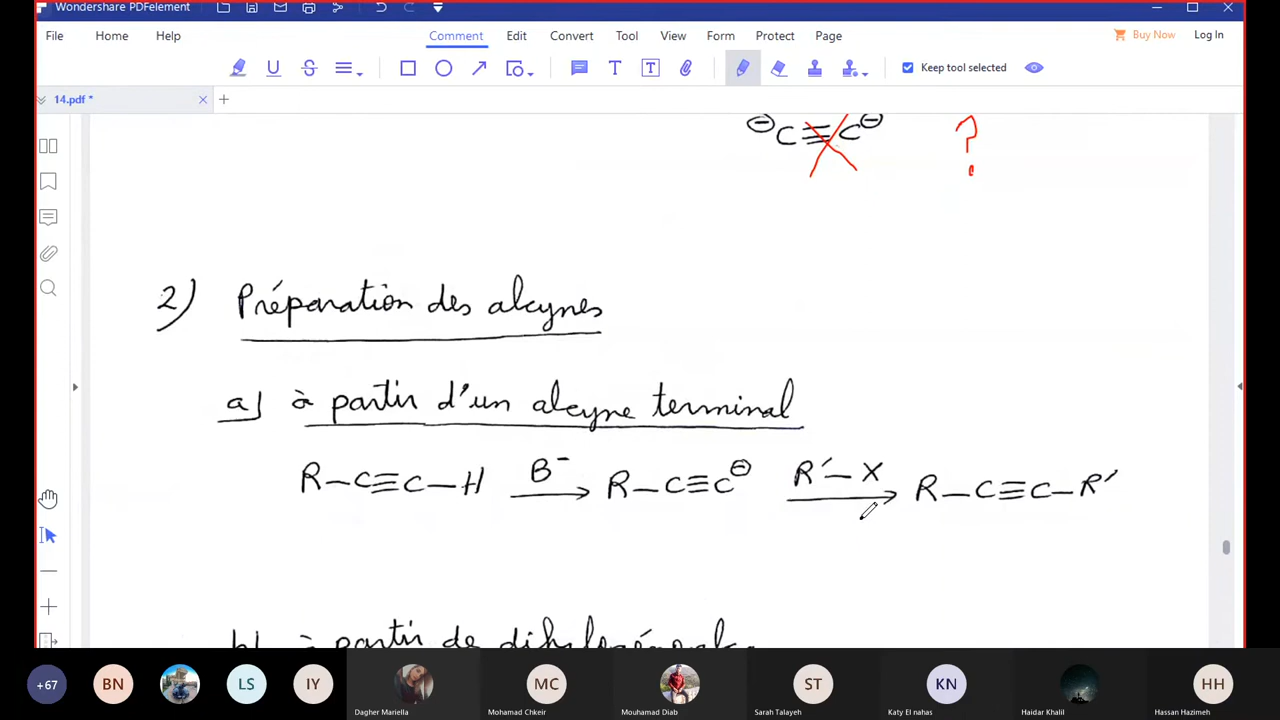 Wondershare PDFelement
File Home Help Comment Edit Convert Tool View Form Protect Page Buy Now Log In
Keep tool selected
14.pdf *
⊖C≡C⊖ ?
2) Préparation des alcynes
a) à partir d'un alcyne terminal
R–C≡C–H B⁻ → R–C≡C⊖ R'–X → R–C≡C–R'
b) à partir de
+67 BN LS IY MC ST KN HH
Dagher Mariella Mohamad Chkeir Mouhamad Diab Sarah Talayeh Katy El nahas Haidar Khalil Hassan Hazimeh